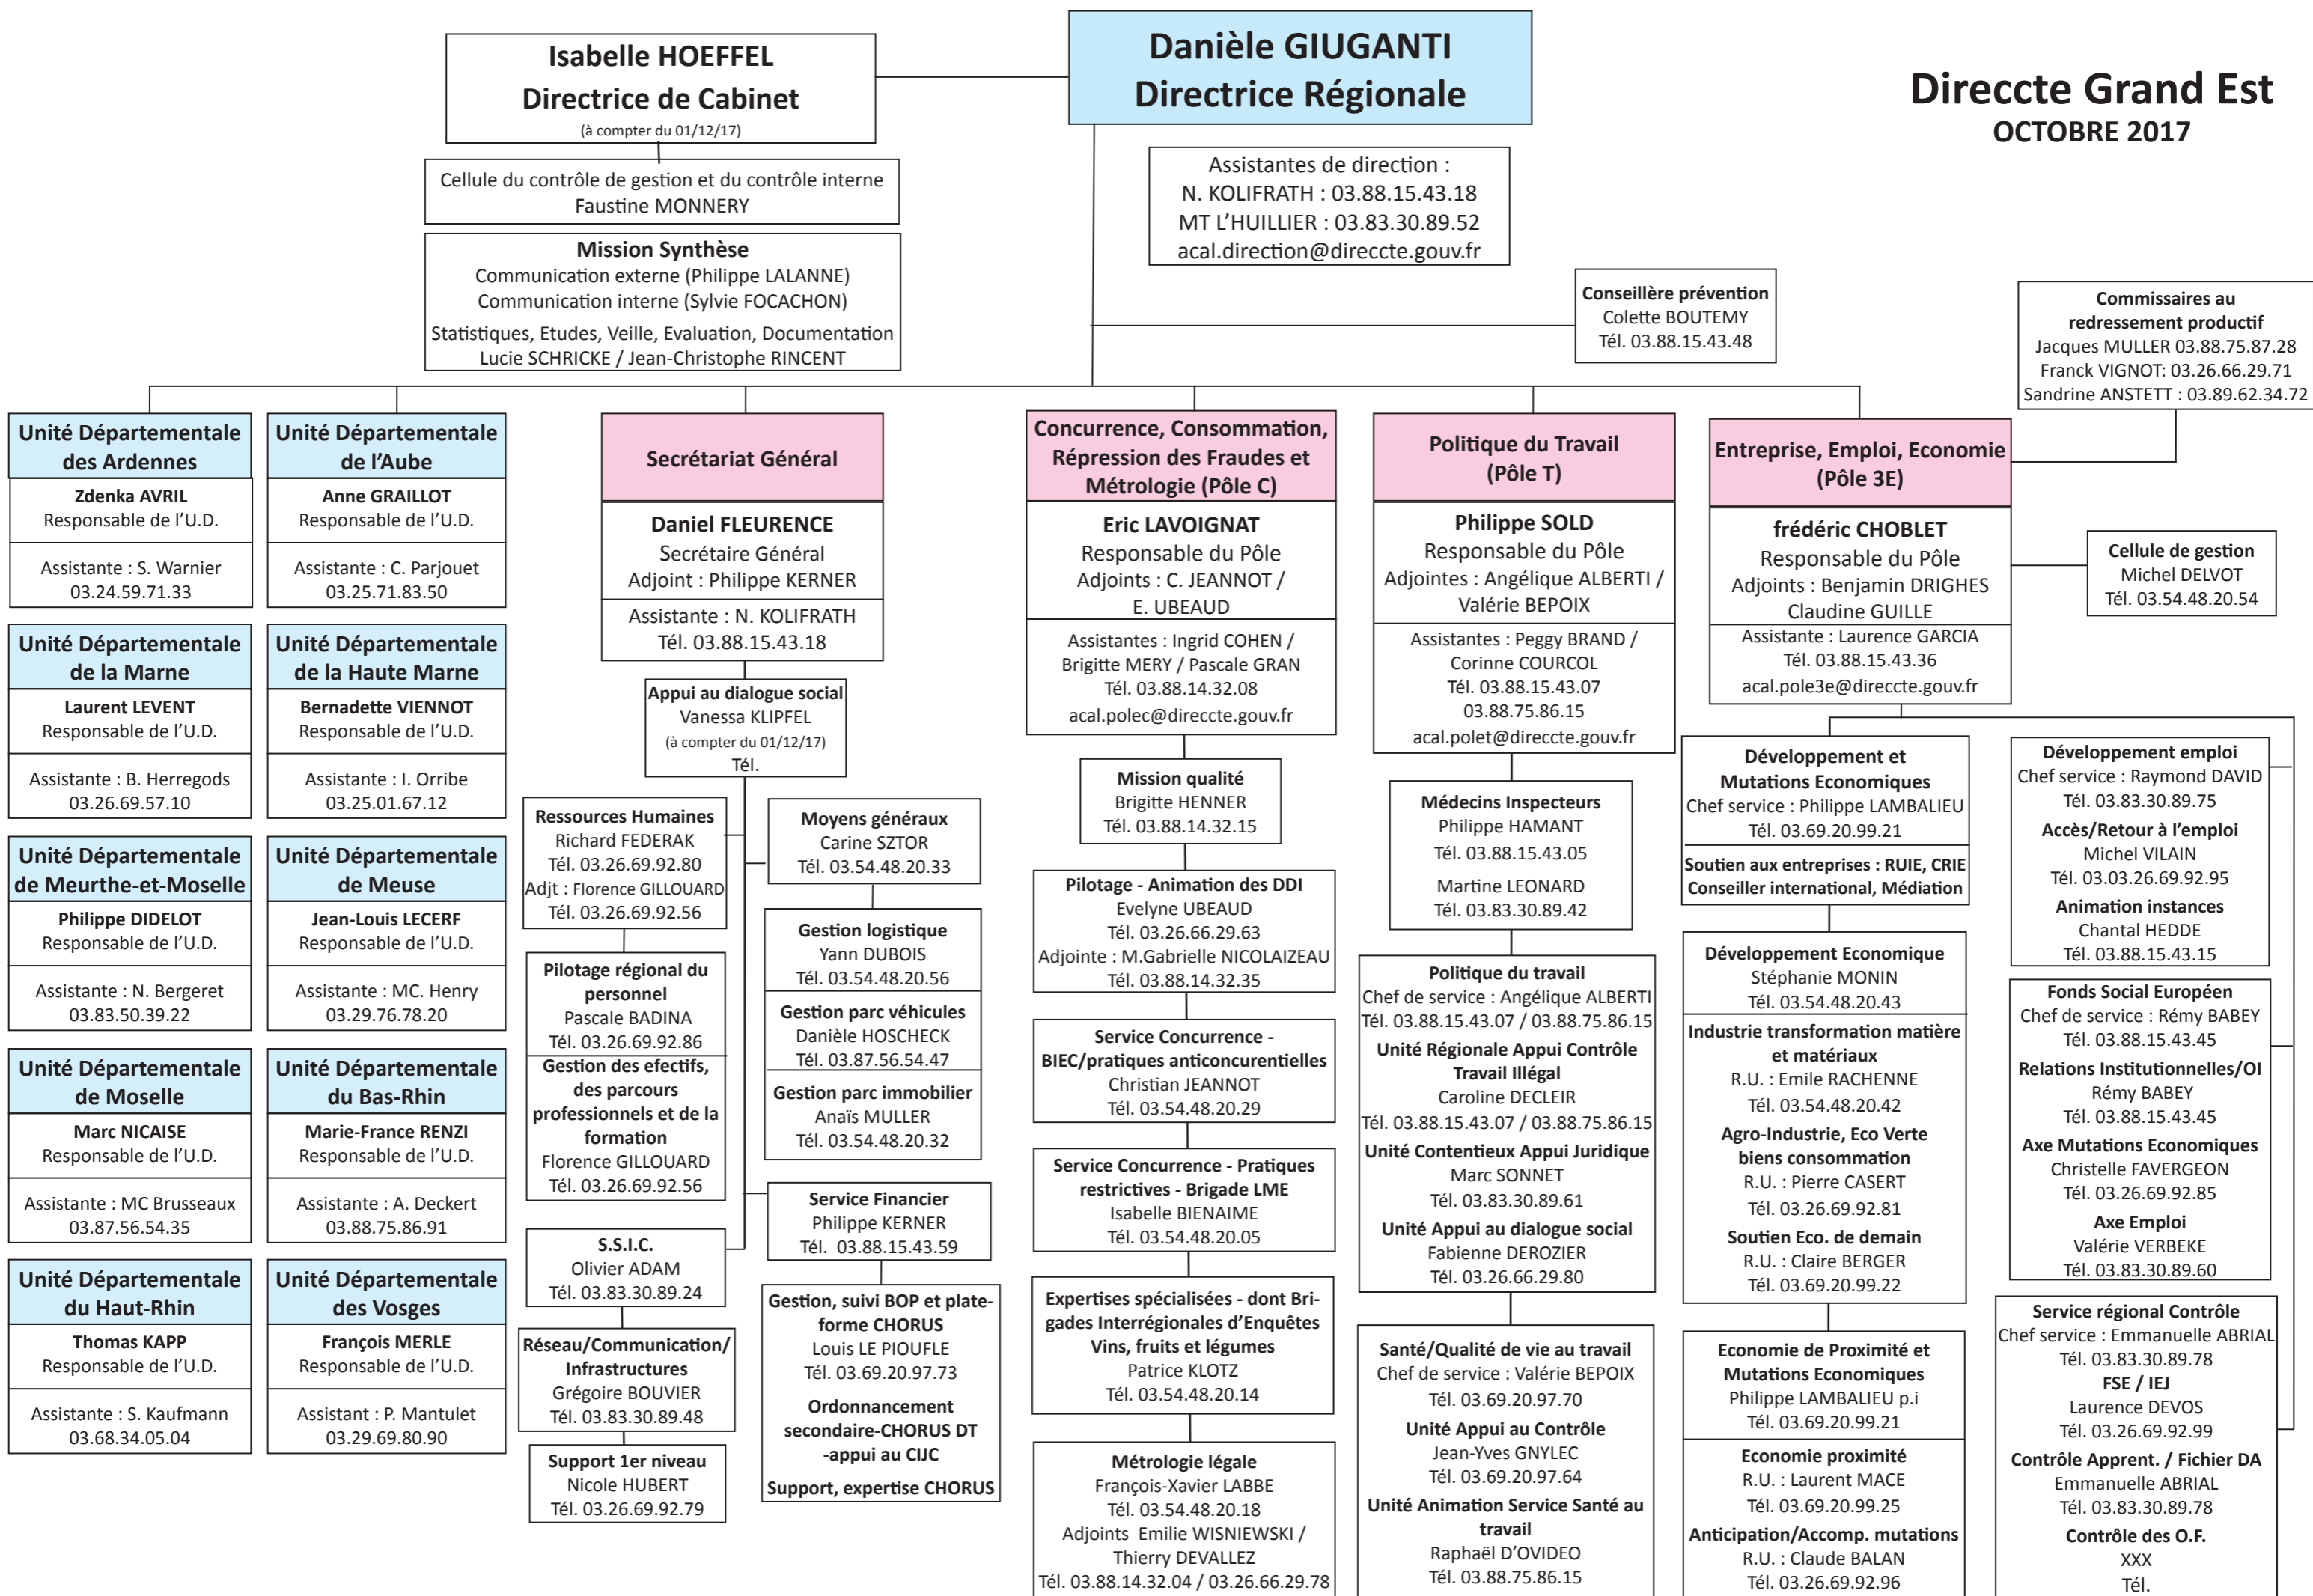 Isabelle HOEFFEL
Directrice de Cabinet
(à compter du 01/12/17)
Danièle GIUGANTI
Directrice Régionale
Direccte Grand Est
OCTOBRE 2017
Cellule du contrôle de gestion et du contrôle interne
Faustine MONNERY
Mission Synthèse
Communication externe (Philippe LALANNE)
Communication interne (Sylvie FOCACHON)
Statistiques, Etudes, Veille, Evaluation, Documentation
Lucie SCHRICKE / Jean-Christophe RINCENT
Assistantes de direction :
N. KOLIFRATH : 03.88.15.43.18
MT L'HUILLIER : 03.83.30.89.52
acal.direction@direccte.gouv.fr
Conseillère prévention
Colette BOUTEMY
Tél. 03.88.15.43.48
Commissaires au
redressement productif
Jacques MULLER 03.88.75.87.28
Franck VIGNOT: 03.26.66.29.71
Sandrine ANSTETT : 03.89.62.34.72
Unité Départementale
des Ardennes
Zdenka AVRIL
Responsable de l'U.D.
Assistante : S. Warnier
03.24.59.71.33
Unité Départementale
de l'Aube
Anne GRAILLOT
Responsable de l'U.D.
Assistante : C. Parjouet
03.25.71.83.50
Unité Départementale
de la Marne
Laurent LEVENT
Responsable de l'U.D.
Assistante : B. Herregods
03.26.69.57.10
Unité Départementale
de la Haute Marne
Bernadette VIENNOT
Responsable de l'U.D.
Assistante : I. Orribe
03.25.01.67.12
Unité Départementale
de Meurthe-et-Moselle
Philippe DIDELOT
Responsable de l'U.D.
Assistante : N. Bergeret
03.83.50.39.22
Unité Départementale
de Meuse
Jean-Louis LECERF
Responsable de l'U.D.
Assistante : MC. Henry
03.29.76.78.20
Unité Départementale
de Moselle
Marc NICAISE
Responsable de l'U.D.
Assistante : MC Brusseaux
03.87.56.54.35
Unité Départementale
du Bas-Rhin
Marie-France RENZI
Responsable de l'U.D.
Assistante : A. Deckert
03.88.75.86.91
Unité Départementale
du Haut-Rhin
Thomas KAPP
Responsable de l'U.D.
Assistante : S. Kaufmann
03.68.34.05.04
Unité Départementale
des Vosges
François MERLE
Responsable de l'U.D.
Assistant : P. Mantulet
03.29.69.80.90
Secrétariat Général
Daniel FLEURENCE
Secrétaire Général
Adjoint : Philippe KERNER
Assistante : N. KOLIFRATH
Tél. 03.88.15.43.18
Appui au dialogue social
Vanessa KLIPFEL
(à compter du 01/12/17)
Tél.
Ressources Humaines
Richard FEDERAK
Tél. 03.26.69.92.80
Adjt : Florence GILLOUARD
Tél. 03.26.69.92.56
Pilotage régional du
personnel
Pascale BADINA
Tél. 03.26.69.92.86
Gestion des efectifs,
des parcours
professionnels et de la
formation
Florence GILLOUARD
Tél. 03.26.69.92.56
S.S.I.C.
Olivier ADAM
Tél. 03.83.30.89.24
Réseau/Communication/
Infrastructures
Grégoire BOUVIER
Tél. 03.83.30.89.48
Support 1er niveau
Nicole HUBERT
Tél. 03.26.69.92.79
Moyens généraux
Carine SZTOR
Tél. 03.54.48.20.33
Gestion logistique
Yann DUBOIS
Tél. 03.54.48.20.56
Gestion parc véhicules
Danièle HOSCHECK
Tél. 03.87.56.54.47
Gestion parc immobilier
Anaïs MULLER
Tél. 03.54.48.20.32
Service Financier
Philippe KERNER
Tél. 03.88.15.43.59
Gestion, suivi BOP et plate-
forme CHORUS
Louis LE PIOUFLE
Tél. 03.69.20.97.73
Ordonnancement
secondaire-CHORUS DT
-appui au CIJC
Support, expertise CHORUS
Concurrence, Consommation,
Répression des Fraudes et
Métrologie (Pôle C)
Eric LAVOIGNAT
Responsable du Pôle
Adjoints : C. JEANNOT /
E. UBEAUD
Assistantes : Ingrid COHEN /
Brigitte MERY / Pascale GRAN
Tél. 03.88.14.32.08
acal.polec@direccte.gouv.fr
Mission qualité
Brigitte HENNER
Tél. 03.88.14.32.15
Pilotage - Animation des DDI
Evelyne UBEAUD
Tél. 03.26.66.29.63
Adjointe : M.Gabrielle NICOLAIZEAU
Tél. 03.88.14.32.35
Service Concurrence -
BIEC/pratiques anticoncurentielles
Christian JEANNOT
Tél. 03.54.48.20.29
Service Concurrence - Pratiques
restrictives - Brigade LME
Isabelle BIENAIME
Tél. 03.54.48.20.05
Expertises spécialisées - dont Bri-
gades Interrégionales d'Enquêtes
Vins, fruits et légumes
Patrice KLOTZ
Tél. 03.54.48.20.14
Métrologie légale
François-Xavier LABBE
Tél. 03.54.48.20.18
Adjoints Emilie WISNIEWSKI /
Thierry DEVALLEZ
Tél. 03.88.14.32.04 / 03.26.66.29.78
Politique du Travail
(Pôle T)
Philippe SOLD
Responsable du Pôle
Adjointes : Angélique ALBERTI /
Valérie BEPOIX
Assistantes : Peggy BRAND /
Corinne COURCOL
Tél. 03.88.15.43.07
03.88.75.86.15
acal.polet@direccte.gouv.fr
Médecins Inspecteurs
Philippe HAMANT
Tél. 03.88.15.43.05
Martine LEONARD
Tél. 03.83.30.89.42
Politique du travail
Chef de service : Angélique ALBERTI
Tél. 03.88.15.43.07 / 03.88.75.86.15
Unité Régionale Appui Contrôle
Travail Illégal
Caroline DECLEIR
Tél. 03.88.15.43.07 / 03.88.75.86.15
Unité Contentieux Appui Juridique
Marc SONNET
Tél. 03.83.30.89.61
Unité Appui au dialogue social
Fabienne DEROZIER
Tél. 03.26.66.29.80
Santé/Qualité de vie au travail
Chef de service : Valérie BEPOIX
Tél. 03.69.20.97.70
Unité Appui au Contrôle
Jean-Yves GNYLEC
Tél. 03.69.20.97.64
Unité Animation Service Santé au
travail
Raphaël D'OVIDEO
Tél. 03.88.75.86.15
Entreprise, Emploi, Economie
(Pôle 3E)
frédéric CHOBLET
Responsable du Pôle
Adjoints : Benjamin DRIGHES
Claudine GUILLE
Assistante : Laurence GARCIA
Tél. 03.88.15.43.36
acal.pole3e@direccte.gouv.fr
Cellule de gestion
Michel DELVOT
Tél. 03.54.48.20.54
Développement et
Mutations Economiques
Chef service : Philippe LAMBALIEU
Tél. 03.69.20.99.21
Soutien aux entreprises : RUIE, CRIE
Conseiller international, Médiation
Développement Economique
Stéphanie MONIN
Tél. 03.54.48.20.43
Industrie transformation matière
et matériaux
R.U. : Emile RACHENNE
Tél. 03.54.48.20.42
Agro-Industrie, Eco Verte
biens consommation
R.U. : Pierre CASERT
Tél. 03.26.69.92.81
Soutien Eco. de demain
R.U. : Claire BERGER
Tél. 03.69.20.99.22
Economie de Proximité et
Mutations Economiques
Philippe LAMBALIEU p.i
Tél. 03.69.20.99.21
Economie proximité
R.U. : Laurent MACE
Tél. 03.69.20.99.25
Anticipation/Accomp. mutations
R.U. : Claude BALAN
Tél. 03.26.69.92.96
Développement emploi
Chef service : Raymond DAVID
Tél. 03.83.30.89.75
Accès/Retour à l'emploi
Michel VILAIN
Tél. 03.03.26.69.92.95
Animation instances
Chantal HEDDE
Tél. 03.88.15.43.15
Fonds Social Européen
Chef de service : Rémy BABEY
Tél. 03.88.15.43.45
Relations Institutionnelles/OI
Rémy BABEY
Tél. 03.88.15.43.45
Axe Mutations Economiques
Christelle FAVERGEON
Tél. 03.26.69.92.85
Axe Emploi
Valérie VERBEKE
Tél. 03.83.30.89.60
Service régional Contrôle
Chef service : Emmanuelle ABRIAL
Tél. 03.83.30.89.78
FSE / IEJ
Laurence DEVOS
Tél. 03.26.69.92.99
Contrôle Apprent. / Fichier DA
Emmanuelle ABRIAL
Tél. 03.83.30.89.78
Contrôle des O.F.
XXX
Tél.